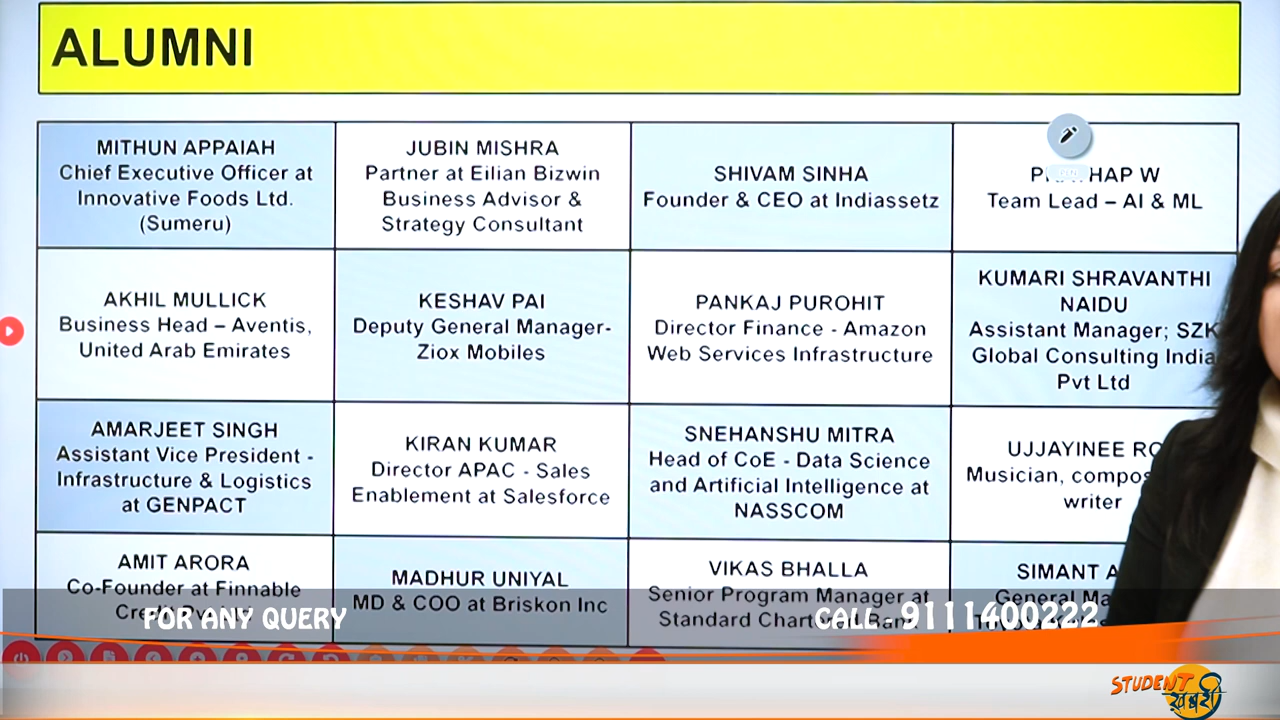 ALUMNI
MITHUN APPAIAH
Chief Executive Officer at
Innovative Foods Ltd.
(Sumeru)
JUBIN MISHRA
Partner at Eilian Bizwin
Business Advisor &
Strategy Consultant
SHIVAM SINHA
Founder & CEO at Indiassetz
W
Team Lead – AI & ML
AKHIL MULLICK
Business Head – Aventis,
United Arab Emirates
KESHAV PAI
Deputy General Manager-
Ziox Mobiles
PANKAJ PUROHIT
Director Finance - Amazon
Web Services Infrastructure
KUMARI SHRAVANTHI
NAIDU
Assistant Manager; SZK
Global Consulting India
Pvt Ltd
AMARJEET SINGH
Assistant Vice President -
Infrastructure & Logistics
at GENPACT
KIRAN KUMAR
Director APAC - Sales
Enablement at Salesforce
SNEHANSHU MITRA
Head of CoE - Data Science
and Artificial Intelligence at
NASSCOM
UJJAYINEE
Musician,
writer
AMIT ARORA
Co-Founder at Finnable
MADHUR UNIYAL
MD & COO at Briskon Inc
VIKAS BHALLA
Senior Program Manager at
Standard Chartered Bank
SIMANT
General
FOR ANY QUERY
CALL - 9111400222
STUDENT
खबरी